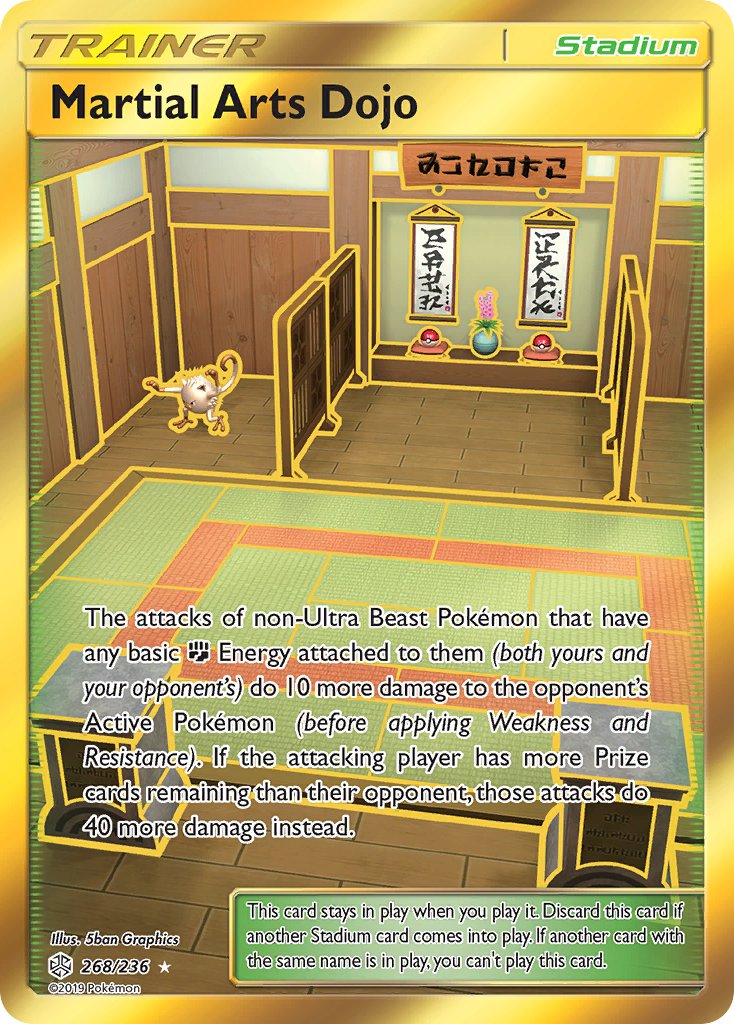 TRAINER
Stadium
Martial Arts Dojo
The attacks of non-Ultra Beast Pokémon that have
any basic Energy attached to them (both yours and
your opponent's) do 10 more damage to the opponent's
Active Pokémon (before applying Weakness and
Resistance). If the attacking player has more Prize
cards remaining than their opponent, those attacks do
40 more damage instead.
This card stays in play when you play it. Discard this card if
another Stadium card comes into play. If another card with
the same name is in play, you can't play this card.
Illus. 5ban Graphics
268/236
©2019 Pokémon